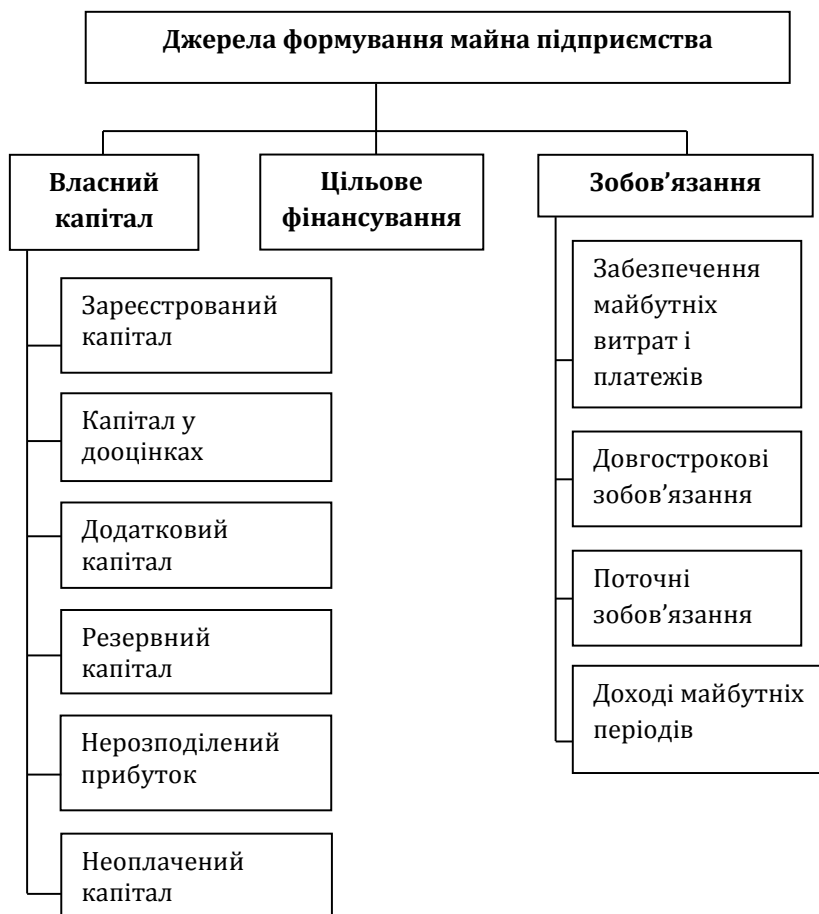 Джерела формування майна підприємства
Власний
капітал
Цільове
фінансування
Зобов’язання
Зареєстрований
капітал
Капітал у
дооцінках
Додатковий
капітал
Резервний
капітал
Нерозподілений
прибуток
Неоплачений
капітал
Забезпечення
майбутніх
витрат і
платежів
Довгострокові
зобов’язання
Поточні
зобов’язання
Доході майбутніх
періодів